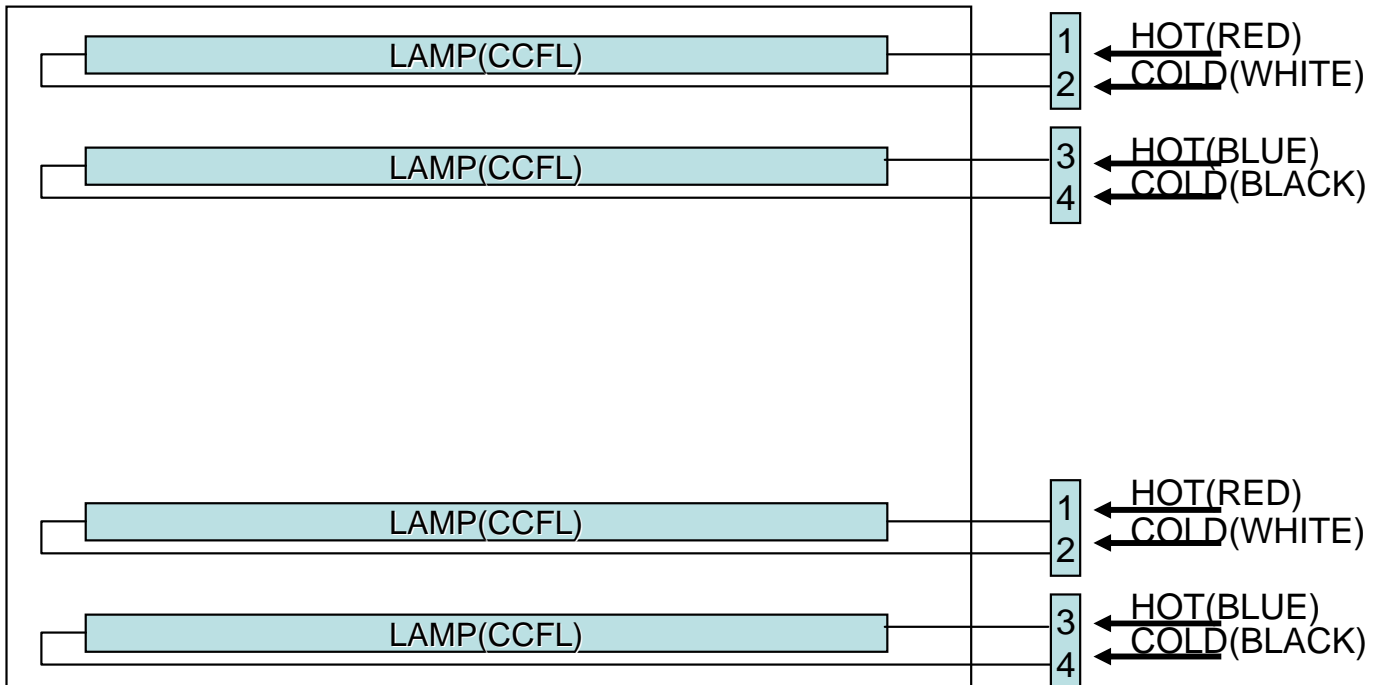 LAMP(CCFL)
1
HOT(RED)
2
COLD(WHITE)
LAMP(CCFL)
3
HOT(BLUE)
4
COLD(BLACK)
LAMP(CCFL)
1
HOT(RED)
2
COLD(WHITE)
LAMP(CCFL)
3
HOT(BLUE)
4
COLD(BLACK)